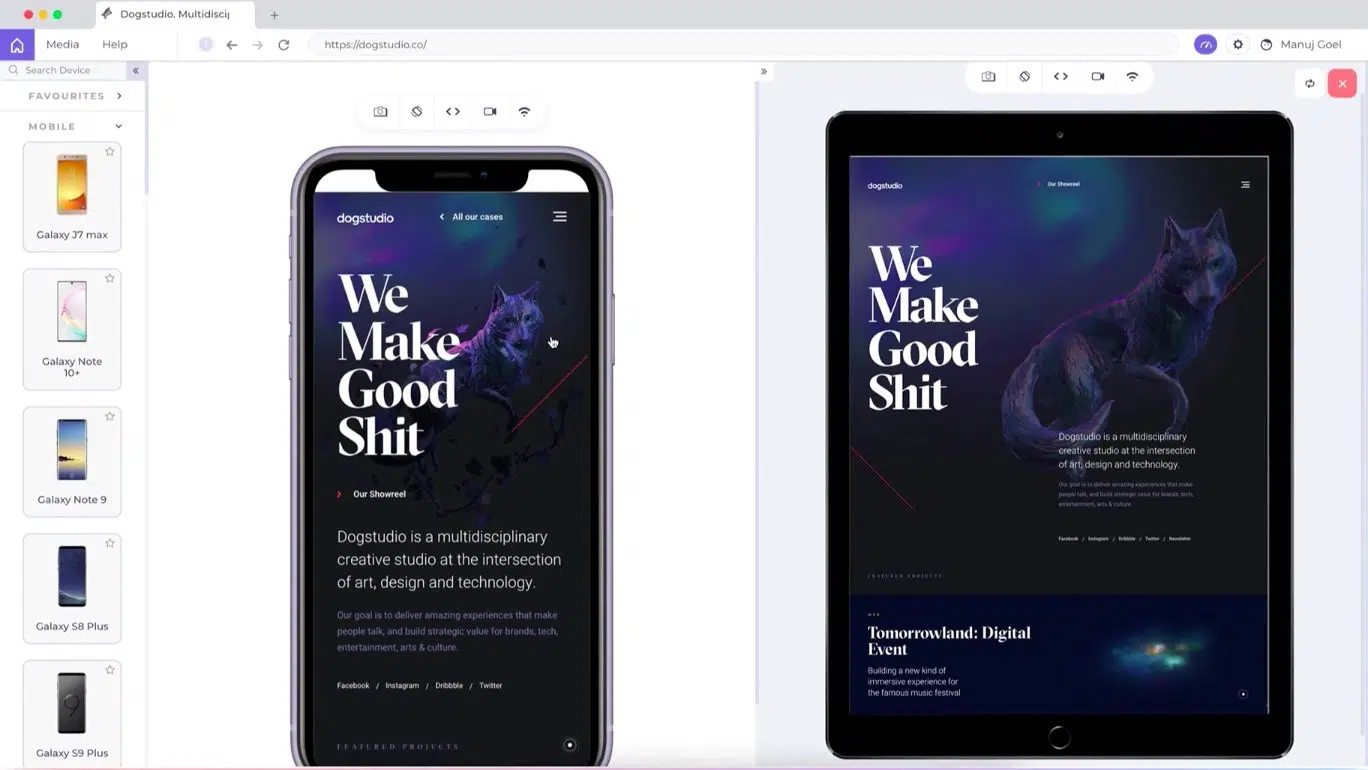 Dogstudio. Multidisci
Media
Help
https://dogstudio.co/
Manuj Goel
Search Device
FAVOURITES
MOBILE
Galaxy J7 max
Galaxy Note
10+
Galaxy Note 9
Galaxy S8 Plus
9
Galaxy S9 Plus
dogstudio
All our cases
We
Make
Good
Shit
Our Showreel
Dogstudio is a multidisciplinary
creative studio at the intersection
of art, design and technology.
Our goal is to deliver amazing experiences that make
people talk, and build strategic value for brands, tech,
entertainment, arts & culture.
Facebook / Instagram / Dribbble / Twitter
FEATURED PROJECTS
dogstudio
Our Showreel
We
Make
Good
Shit
Dogstudio is a multidisciplinary
creative studio at the intersection
of art, design and technology.
Our goal is to deliver amazing experiences that make
people talk, and build strategic value for brands, tech,
entertainment, arts & culture.
Facebook / Instagram / Dribbble / Twitter / Newsletter
FEATURED PROJECTS
Tomorrowland: Digital
Event
Building a new kind of
immersive experience for
the famous music festival